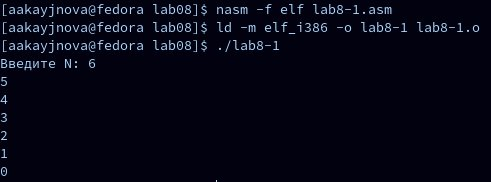 [aakayjnova@fedora lab08]$ nasm -f elf lab8-1.asm
[aakayjnova@fedora lab08]$ ld -m elf_i386 -o lab8-1 lab8-1.o
[aakayjnova@fedora lab08]$ ./lab8-1
Введите N: 6
5
4
3
2
1
0